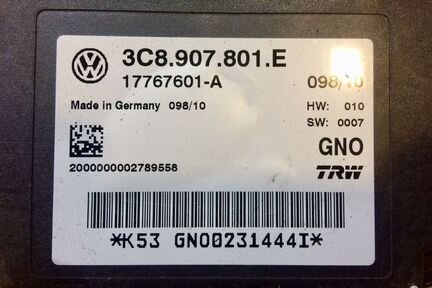 3C8.907.801.E
17767601-A 098/10
Made in Germany 098/10 HW: 010
SW: 0007
GNO
2000000002789558 TRW
*K53 GNO0231444I*